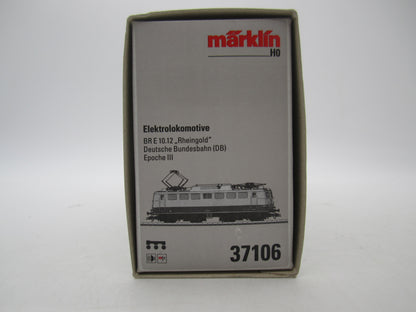 märklin
H0
Elektrolokomotive
BR E 10.12 „Rheingold"
Deutsche Bundesbahn (DB)
Epoche III
37106